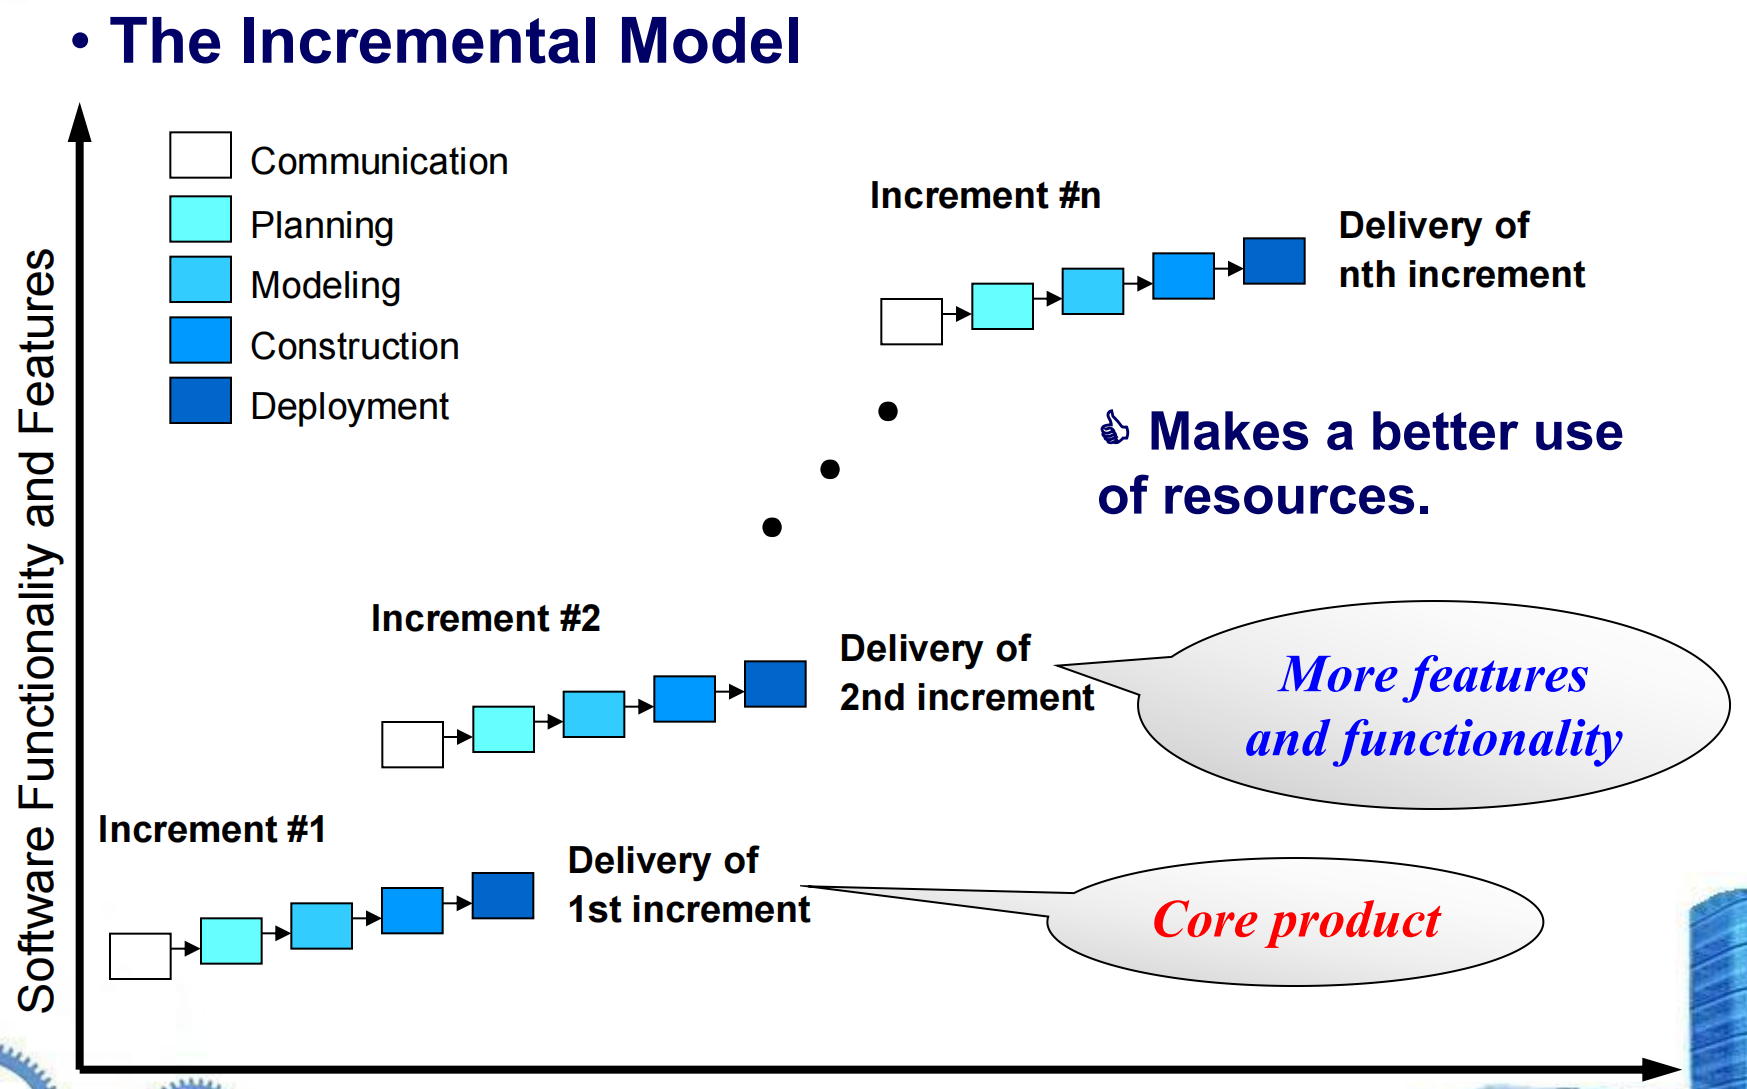 • The Incremental Model
Communication
Planning
Modeling
Construction
Deployment
Software Functionality and Features
Increment #n
Delivery of
nth increment
👍 Makes a better use
of resources.
Increment #2
Delivery of
2nd increment
More features
and functionality
Increment #1
Delivery of
1st increment
Core product